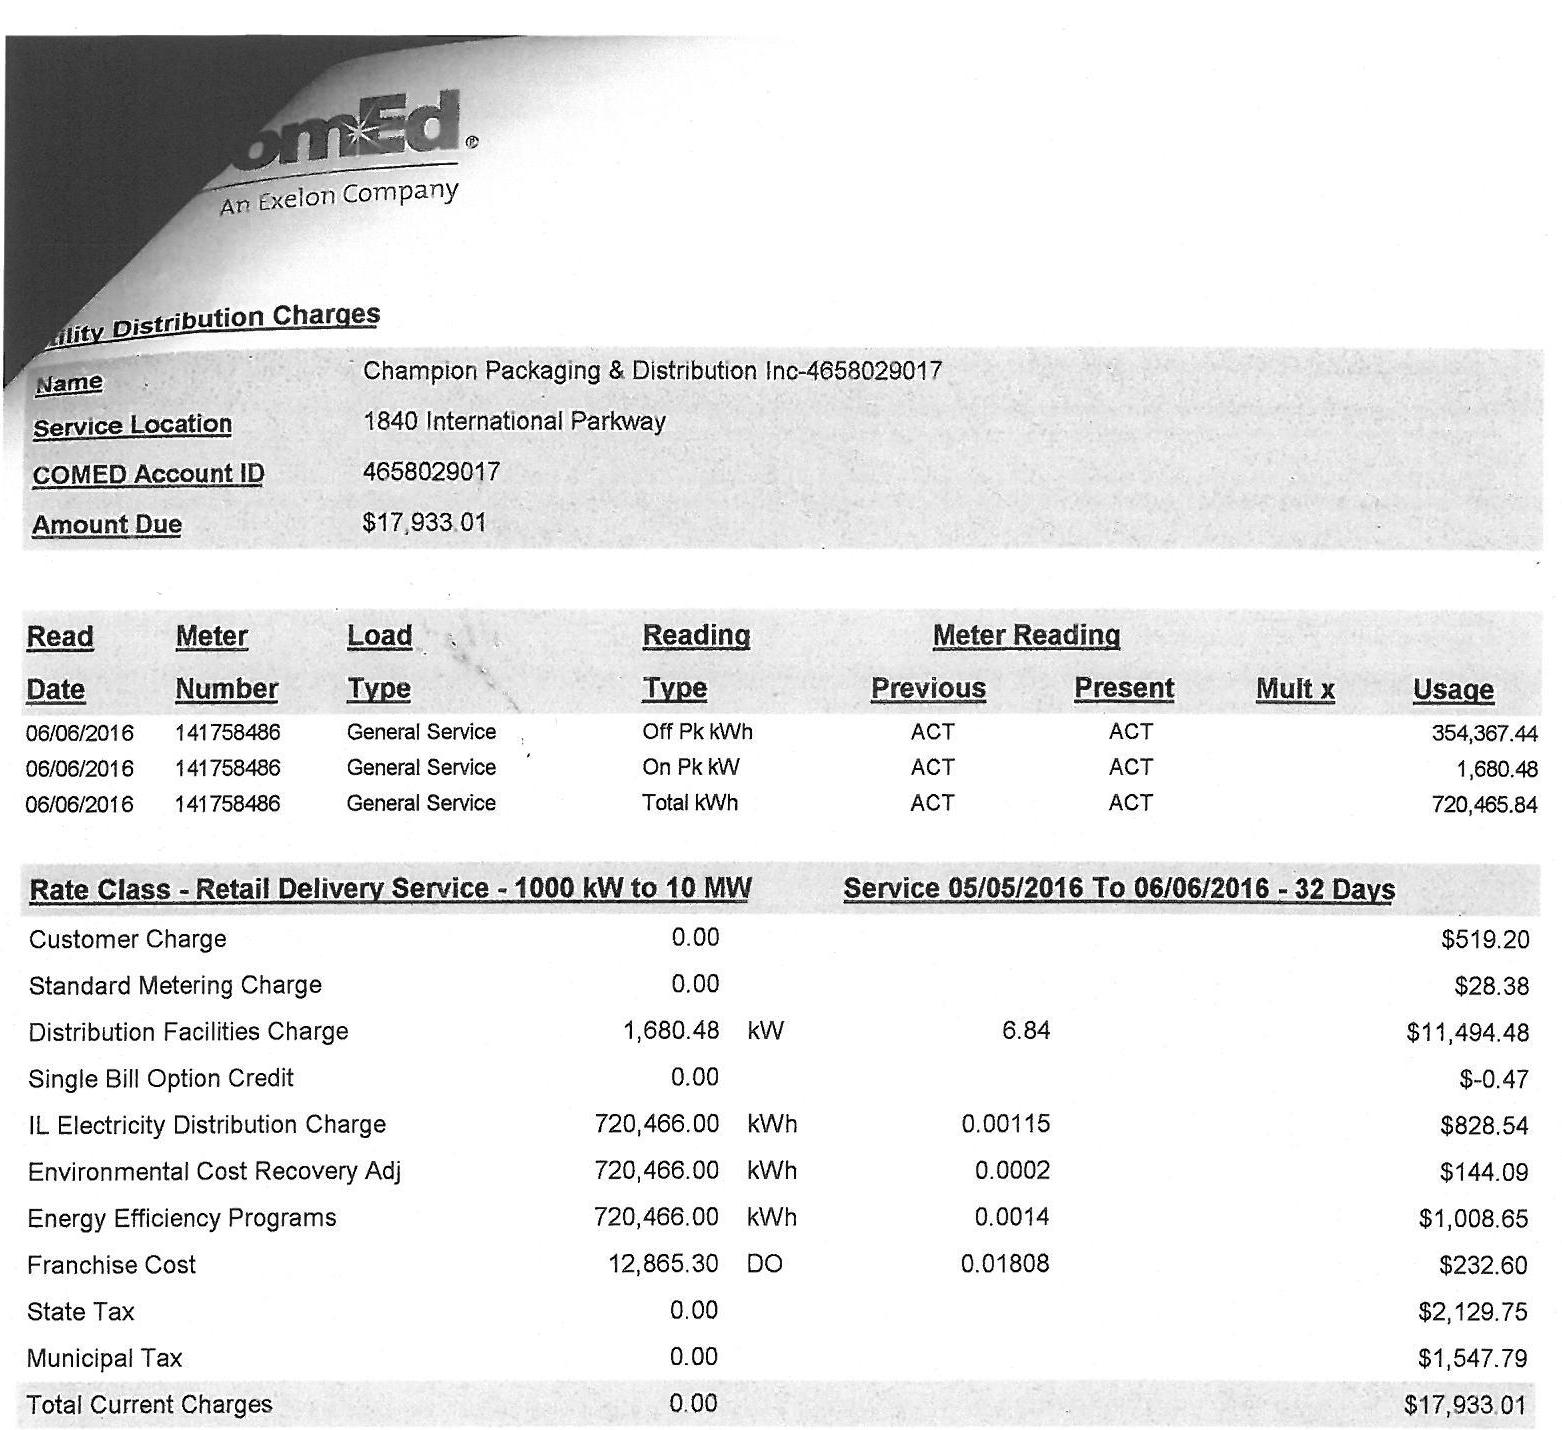 omEd®
An Exelon Company
ility Distribution Charges
Name Champion Packaging & Distribution Inc-4658029017
Service Location 1840 International Parkway
COMED Account ID 4658029017
Amount Due $17,933.01
Read Meter Load Reading Meter Reading
Date Number Type Type Previous Present Mult x Usage
06/06/2016 141758486 General Service Off Pk kWh ACT ACT 354,367.44
06/06/2016 141758486 General Service On Pk kW ACT ACT 1,680.48
06/06/2016 141758486 General Service Total kWh ACT ACT 720,465.84
Rate Class - Retail Delivery Service - 1000 kW to 10 MW Service 05/05/2016 To 06/06/2016 - 32 Days
Customer Charge 0.00 $519.20
Standard Metering Charge 0.00 $28.38
Distribution Facilities Charge 1,680.48 kW 6.84 $11,494.48
Single Bill Option Credit 0.00 $-0.47
IL Electricity Distribution Charge 720,466.00 kWh 0.00115 $828.54
Environmental Cost Recovery Adj 720,466.00 kWh 0.0002 $144.09
Energy Efficiency Programs 720,466.00 kWh 0.0014 $1,008.65
Franchise Cost 12,865.30 DO 0.01808 $232.60
State Tax 0.00 $2,129.75
Municipal Tax 0.00 $1,547.79
Total Current Charges 0.00 $17,933.01